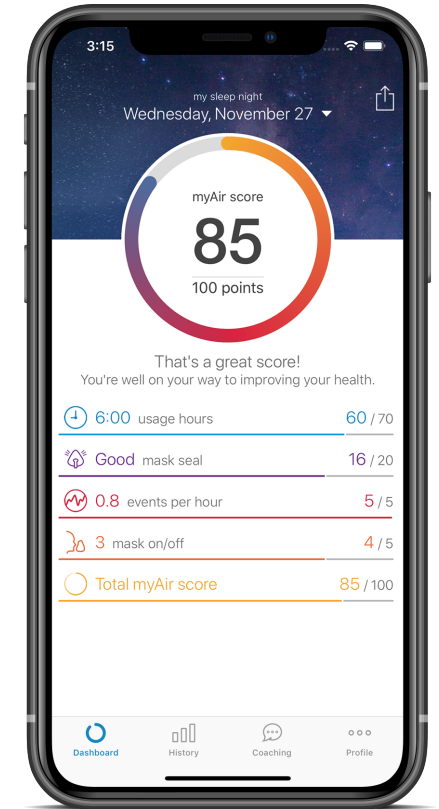 3:15
my sleep night
Wednesday, November 27
myAir score
85
100 points
That's a great score!
You're well on your way to improving your health.
6:00 usage hours 60 / 70
Good mask seal 16 / 20
0.8 events per hour 5 / 5
3 mask on/off 4 / 5
Total myAir score 85 / 100
Dashboard History Coaching Profile